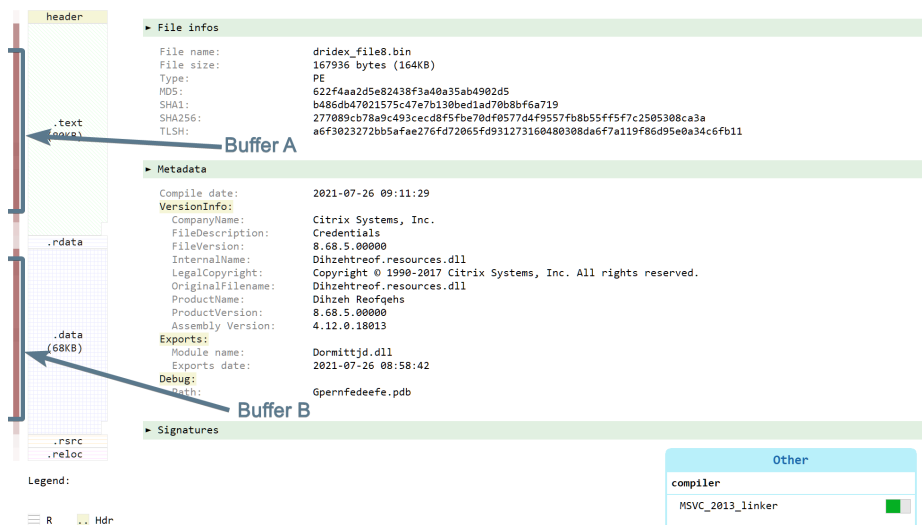 header
.text
(90KB)
.rdata
.data
(68KB)
.rsrc
.reloc
Legend:
R .. Hdr
Buffer A
Buffer B
► File infos
File name: dridex_file8.bin
File size: 167936 bytes (164KB)
Type: PE
MD5: 622f4aa2d5e82438f3a40a35ab4902d5
SHA1: b486db47021575c47e7b130bed1ad70b8bf6a719
SHA256: 277089cb78a9c493cecd8f5fbe70df0577d4f9557fb8b55ff5f7c2505308ca3a
TLSH: a6f3023272bb5afae276fd72065fd931273160480308da6f7a119f86d95e0a34c6fb11
► Metadata
Compile date: 2021-07-26 09:11:29
VersionInfo:
CompanyName: Citrix Systems, Inc.
FileDescription: Credentials
FileVersion: 8.68.5.00000
InternalName: Dihzehtreof.resources.dll
LegalCopyright: Copyright © 1990-2017 Citrix Systems, Inc. All rights reserved.
OriginalFilename: Dihzehtreof.resources.dll
ProductName: Dihzeh Reofqehs
ProductVersion: 8.68.5.00000
Assembly Version: 4.12.0.18013
Exports:
Module name: Dormittjd.dll
Exports date: 2021-07-26 08:58:42
Debug:
Path: Gpernfedeefe.pdb
► Signatures
Other
compiler
MSVC_2013_linker